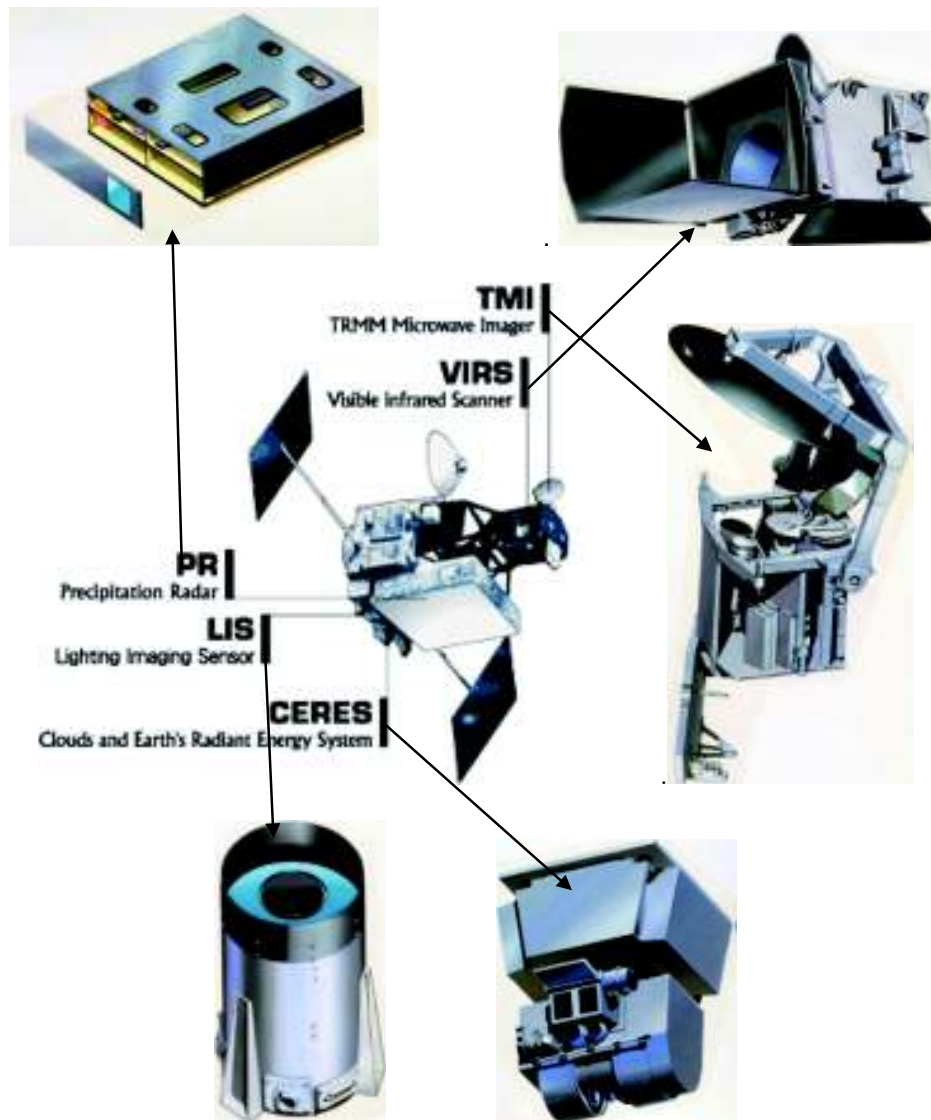 TMI
TRMM Microwave Imager
VIRS
Visible Infrared Scanner
PR
Precipitation Radar
LIS
Lighting Imaging Sensor
CERES
Clouds and Earth's Radiant Energy System